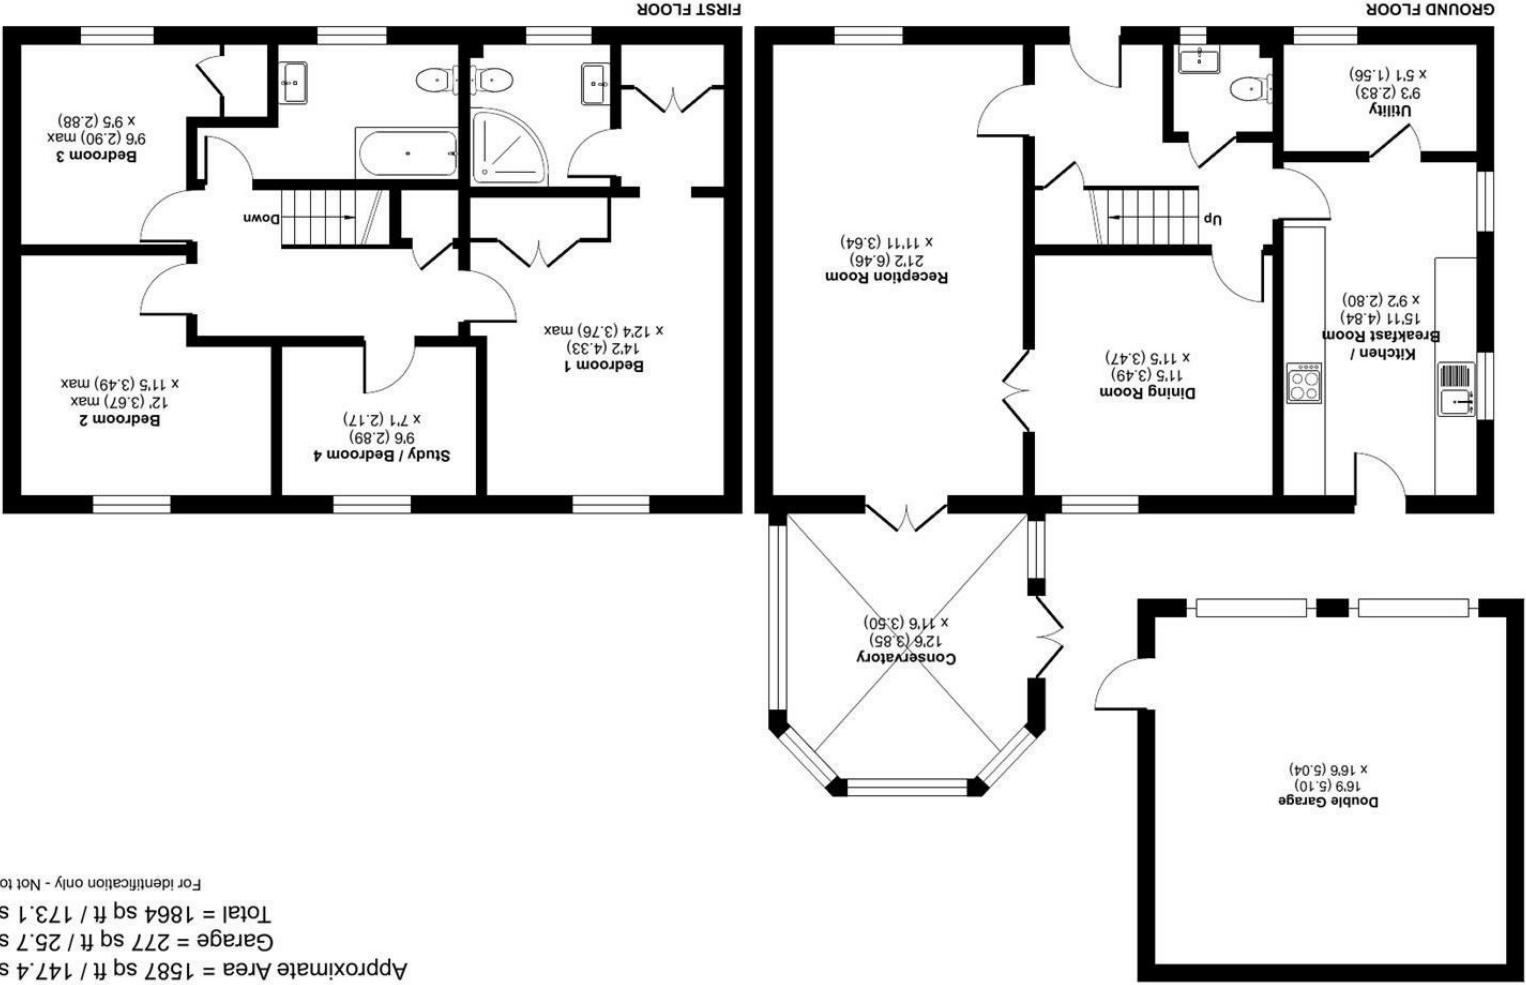 Approximate Area = 1587 sq ft / 147.4 s
Garage = 277 sq ft / 25.7 s
Total = 1864 sq ft / 173.1 s
For identification only - Not to
Double Garage
16'9 (5.10)
x 16'6 (5.04)
Conservatory
12'6 (3.85)
x 11'6 (3.50)
Kitchen /
Breakfast Room
15'11 (4.84)
x 9'2 (2.80)
Dining Room
11'5 (3.49)
x 11'5 (3.47)
Reception Room
21'2 (6.46)
x 11'11 (3.64)
Up
Utility
9'3 (2.83)
x 5'1 (1.56)
GROUND FLOOR
Bedroom 1
14'2 (4.33)
x 12'4 (3.76) max
Study / Bedroom 4
9'6 (2.89)
x 7'1 (2.17)
Bedroom 2
12' (3.67) max
x 11'5 (3.49) max
Down
Bedroom 3
9'6 (2.90) max
x 9'5 (2.88)
FIRST FLOOR